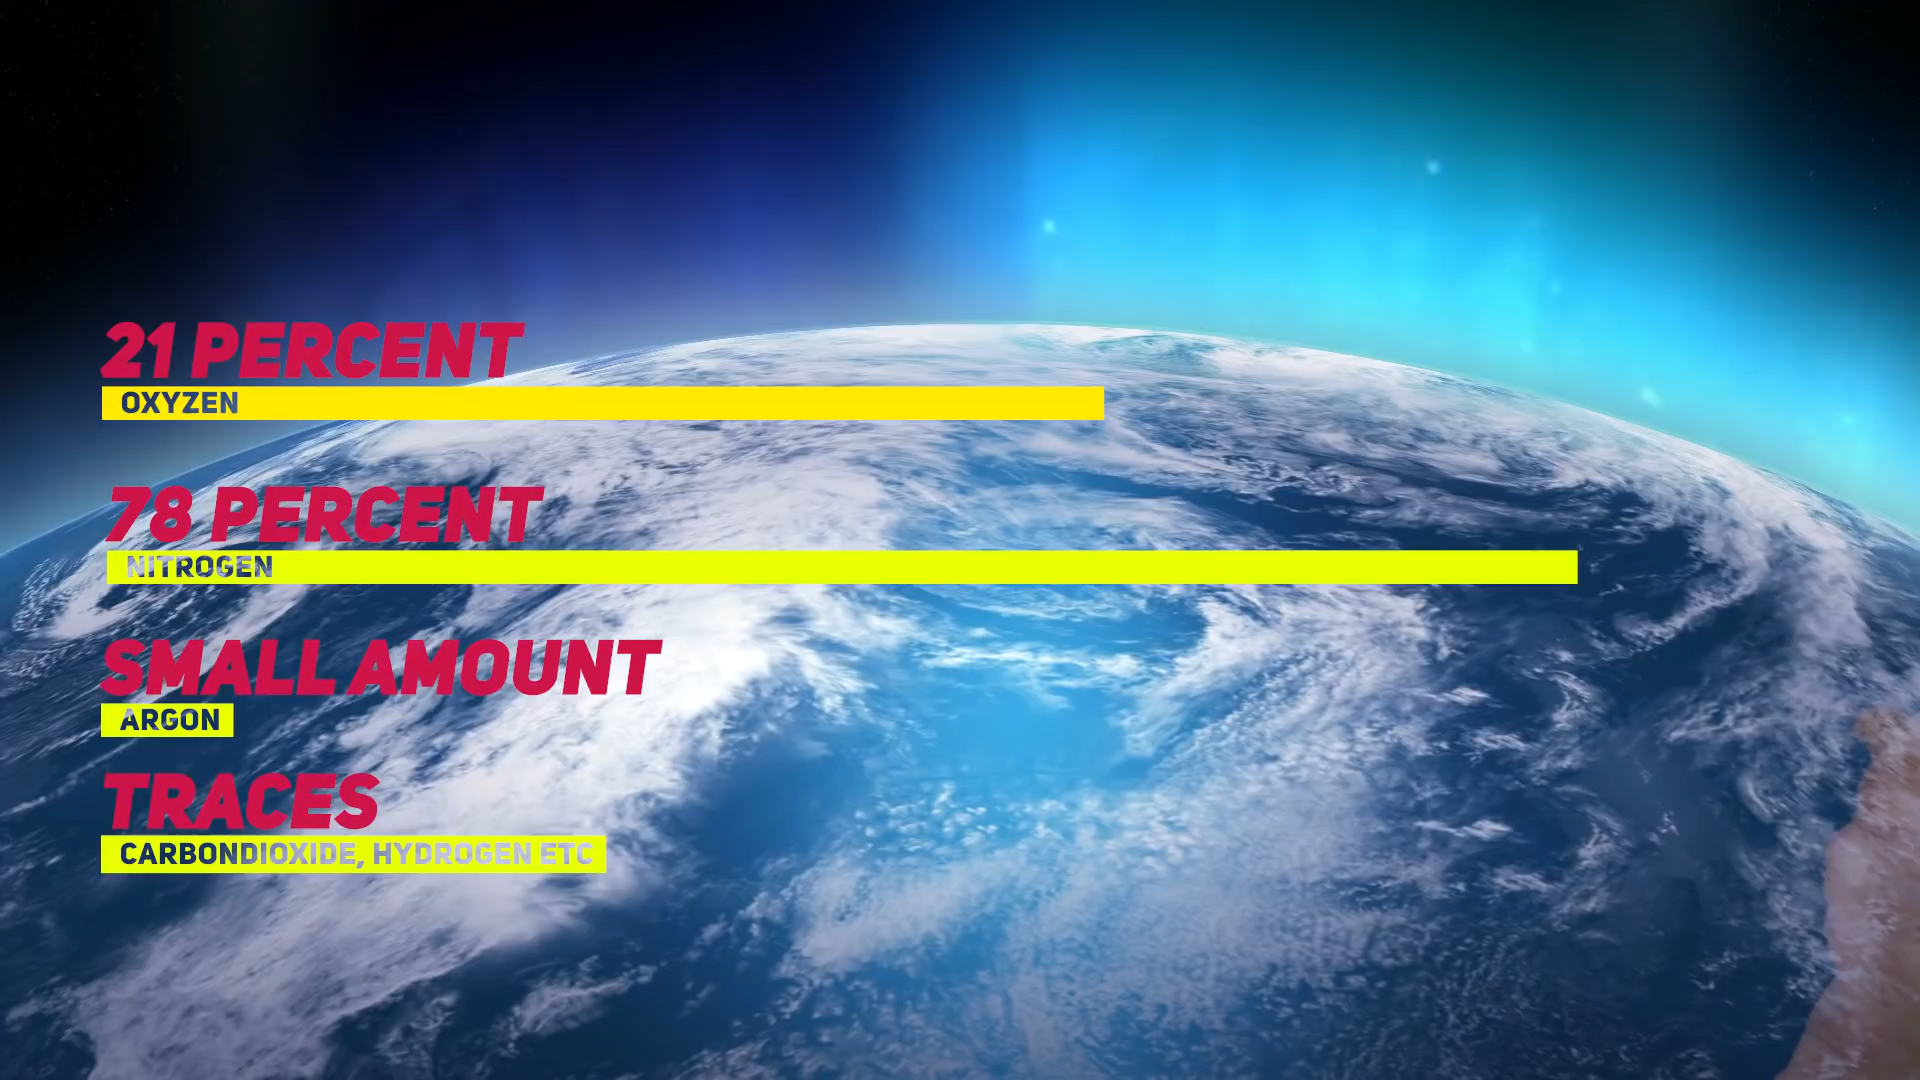 21 PERCENT
OXYZEN
78 PERCENT
NITROGEN
SMALL AMOUNT
ARGON
TRACES
CARBONDIOXIDE, HYDROGEN ETC